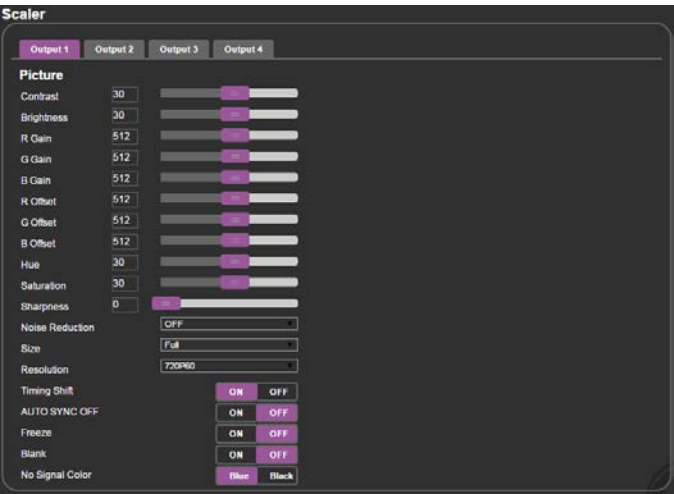 Scaler
Output 1 Output 2 Output 3 Output 4
Picture
Contrast 30
Brightness 30
R Gain 512
G Gain 512
B Gain 512
R Offset 512
G Offset 512
B Offset 512
Hue 30
Saturation 30
Sharpness 0
Noise Reduction OFF
Size Full
Resolution 720P60
Timing Shift ON OFF
AUTO SYNC OFF ON OFF
Freeze ON OFF
Blank ON OFF
No Signal Color Blue Black